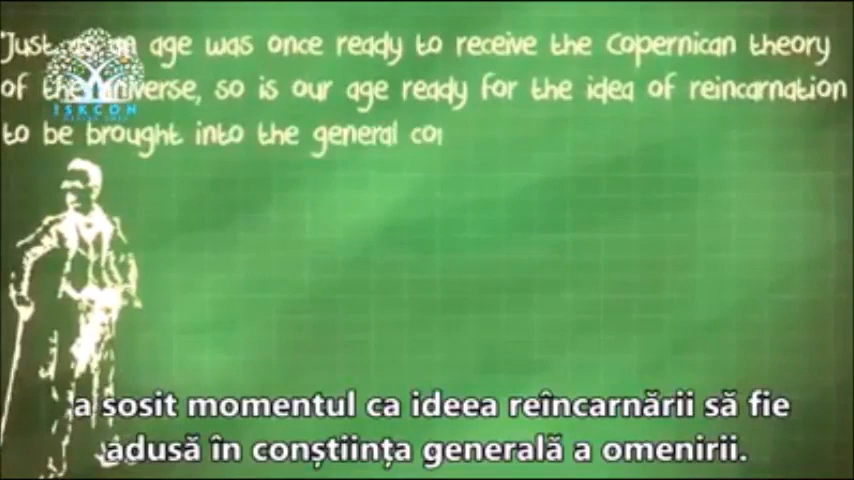 "Just as an age was once ready to receive the Copernican theory
of the universe, so is our age ready for the idea of reincarnation
to be brought into the general co
ISKCON
a sosit momentul ca ideea reîncarnării să fie
adusă în conștiința generală a omenirii.